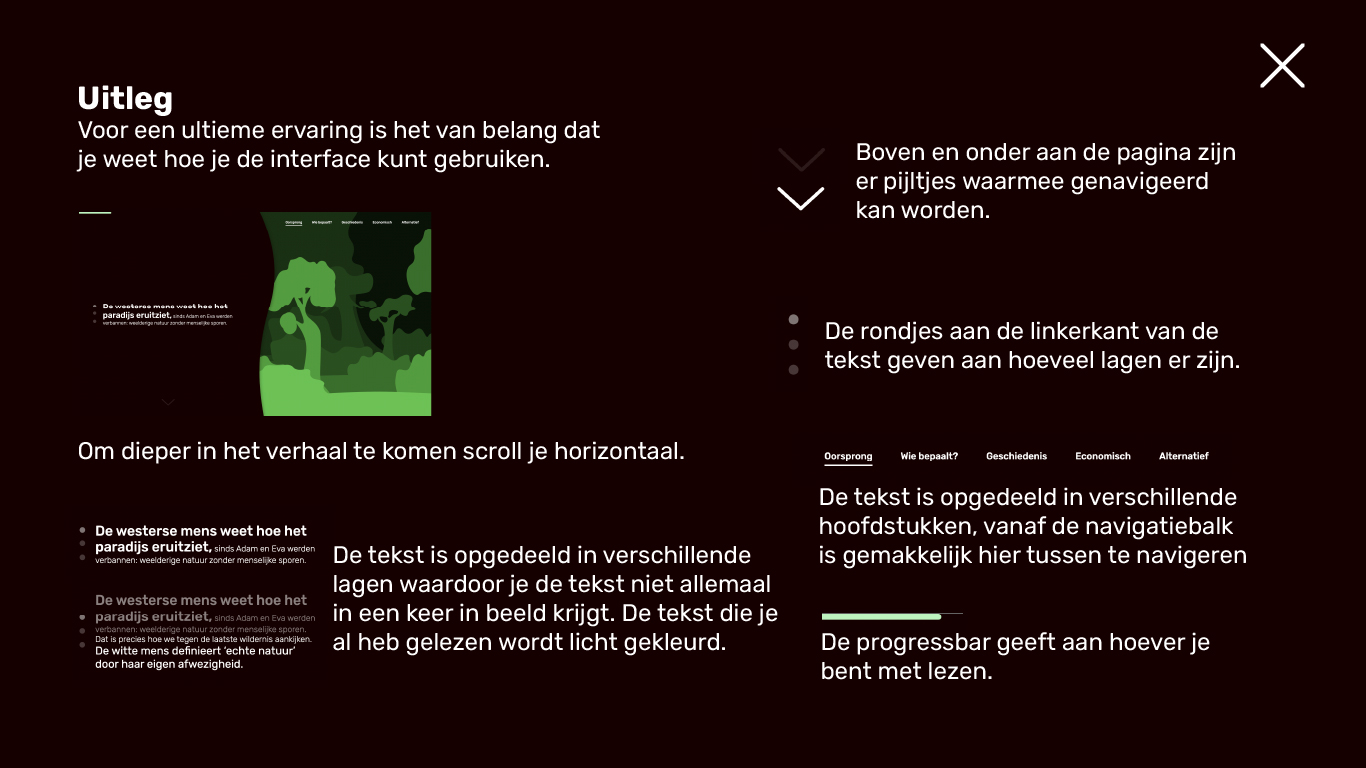 Uitleg
Voor een ultieme ervaring is het van belang dat
je weet hoe je de interface kunt gebruiken.
Oorsprong Wie bepaalt? Geschiedenis Economisch Alternatief
De westerse mens weet hoe het
paradijs eruitziet, sinds Adam en Eva werden
verbannen: weelderige natuur zonder menselijke sporen.
Om dieper in het verhaal te komen scroll je horizontaal.
De westerse mens weet hoe het
paradijs eruitziet, sinds Adam en Eva werden
verbannen: weelderige natuur zonder menselijke sporen.
De westerse mens weet hoe het
paradijs eruitziet, sinds Adam en Eva werden
verbannen: weelderige natuur zonder menselijke sporen.
Dat is precies hoe we tegen de laatste wildernis aankijken.
De witte mens definieert ‘echte natuur’
door haar eigen afwezigheid.
De tekst is opgedeeld in verschillende
lagen waardoor je de tekst niet allemaal
in een keer in beeld krijgt. De tekst die je
al heb gelezen wordt licht gekleurd.
Boven en onder aan de pagina zijn
er pijltjes waarmee genavigeerd
kan worden.
De rondjes aan de linkerkant van de
tekst geven aan hoeveel lagen er zijn.
Oorsprong Wie bepaalt? Geschiedenis Economisch Alternatief
De tekst is opgedeeld in verschillende
hoofdstukken, vanaf de navigatiebalk
is gemakkelijk hier tussen te navigeren
De progressbar geeft aan hoever je
bent met lezen.